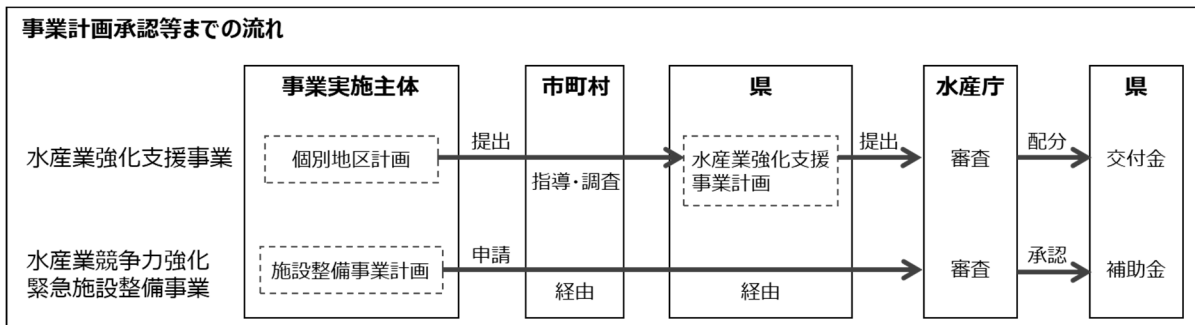 事業計画承認等までの流れ
事業実施主体
市町村
県
水産庁
県
水産業強化支援事業
個別地区計画
提出
指導・調査
水産業強化支援
事業計画
提出
審査
配分
交付金
水産業競争力強化
緊急施設整備事業
施設整備事業計画
申請
経由
経由
審査
承認
補助金